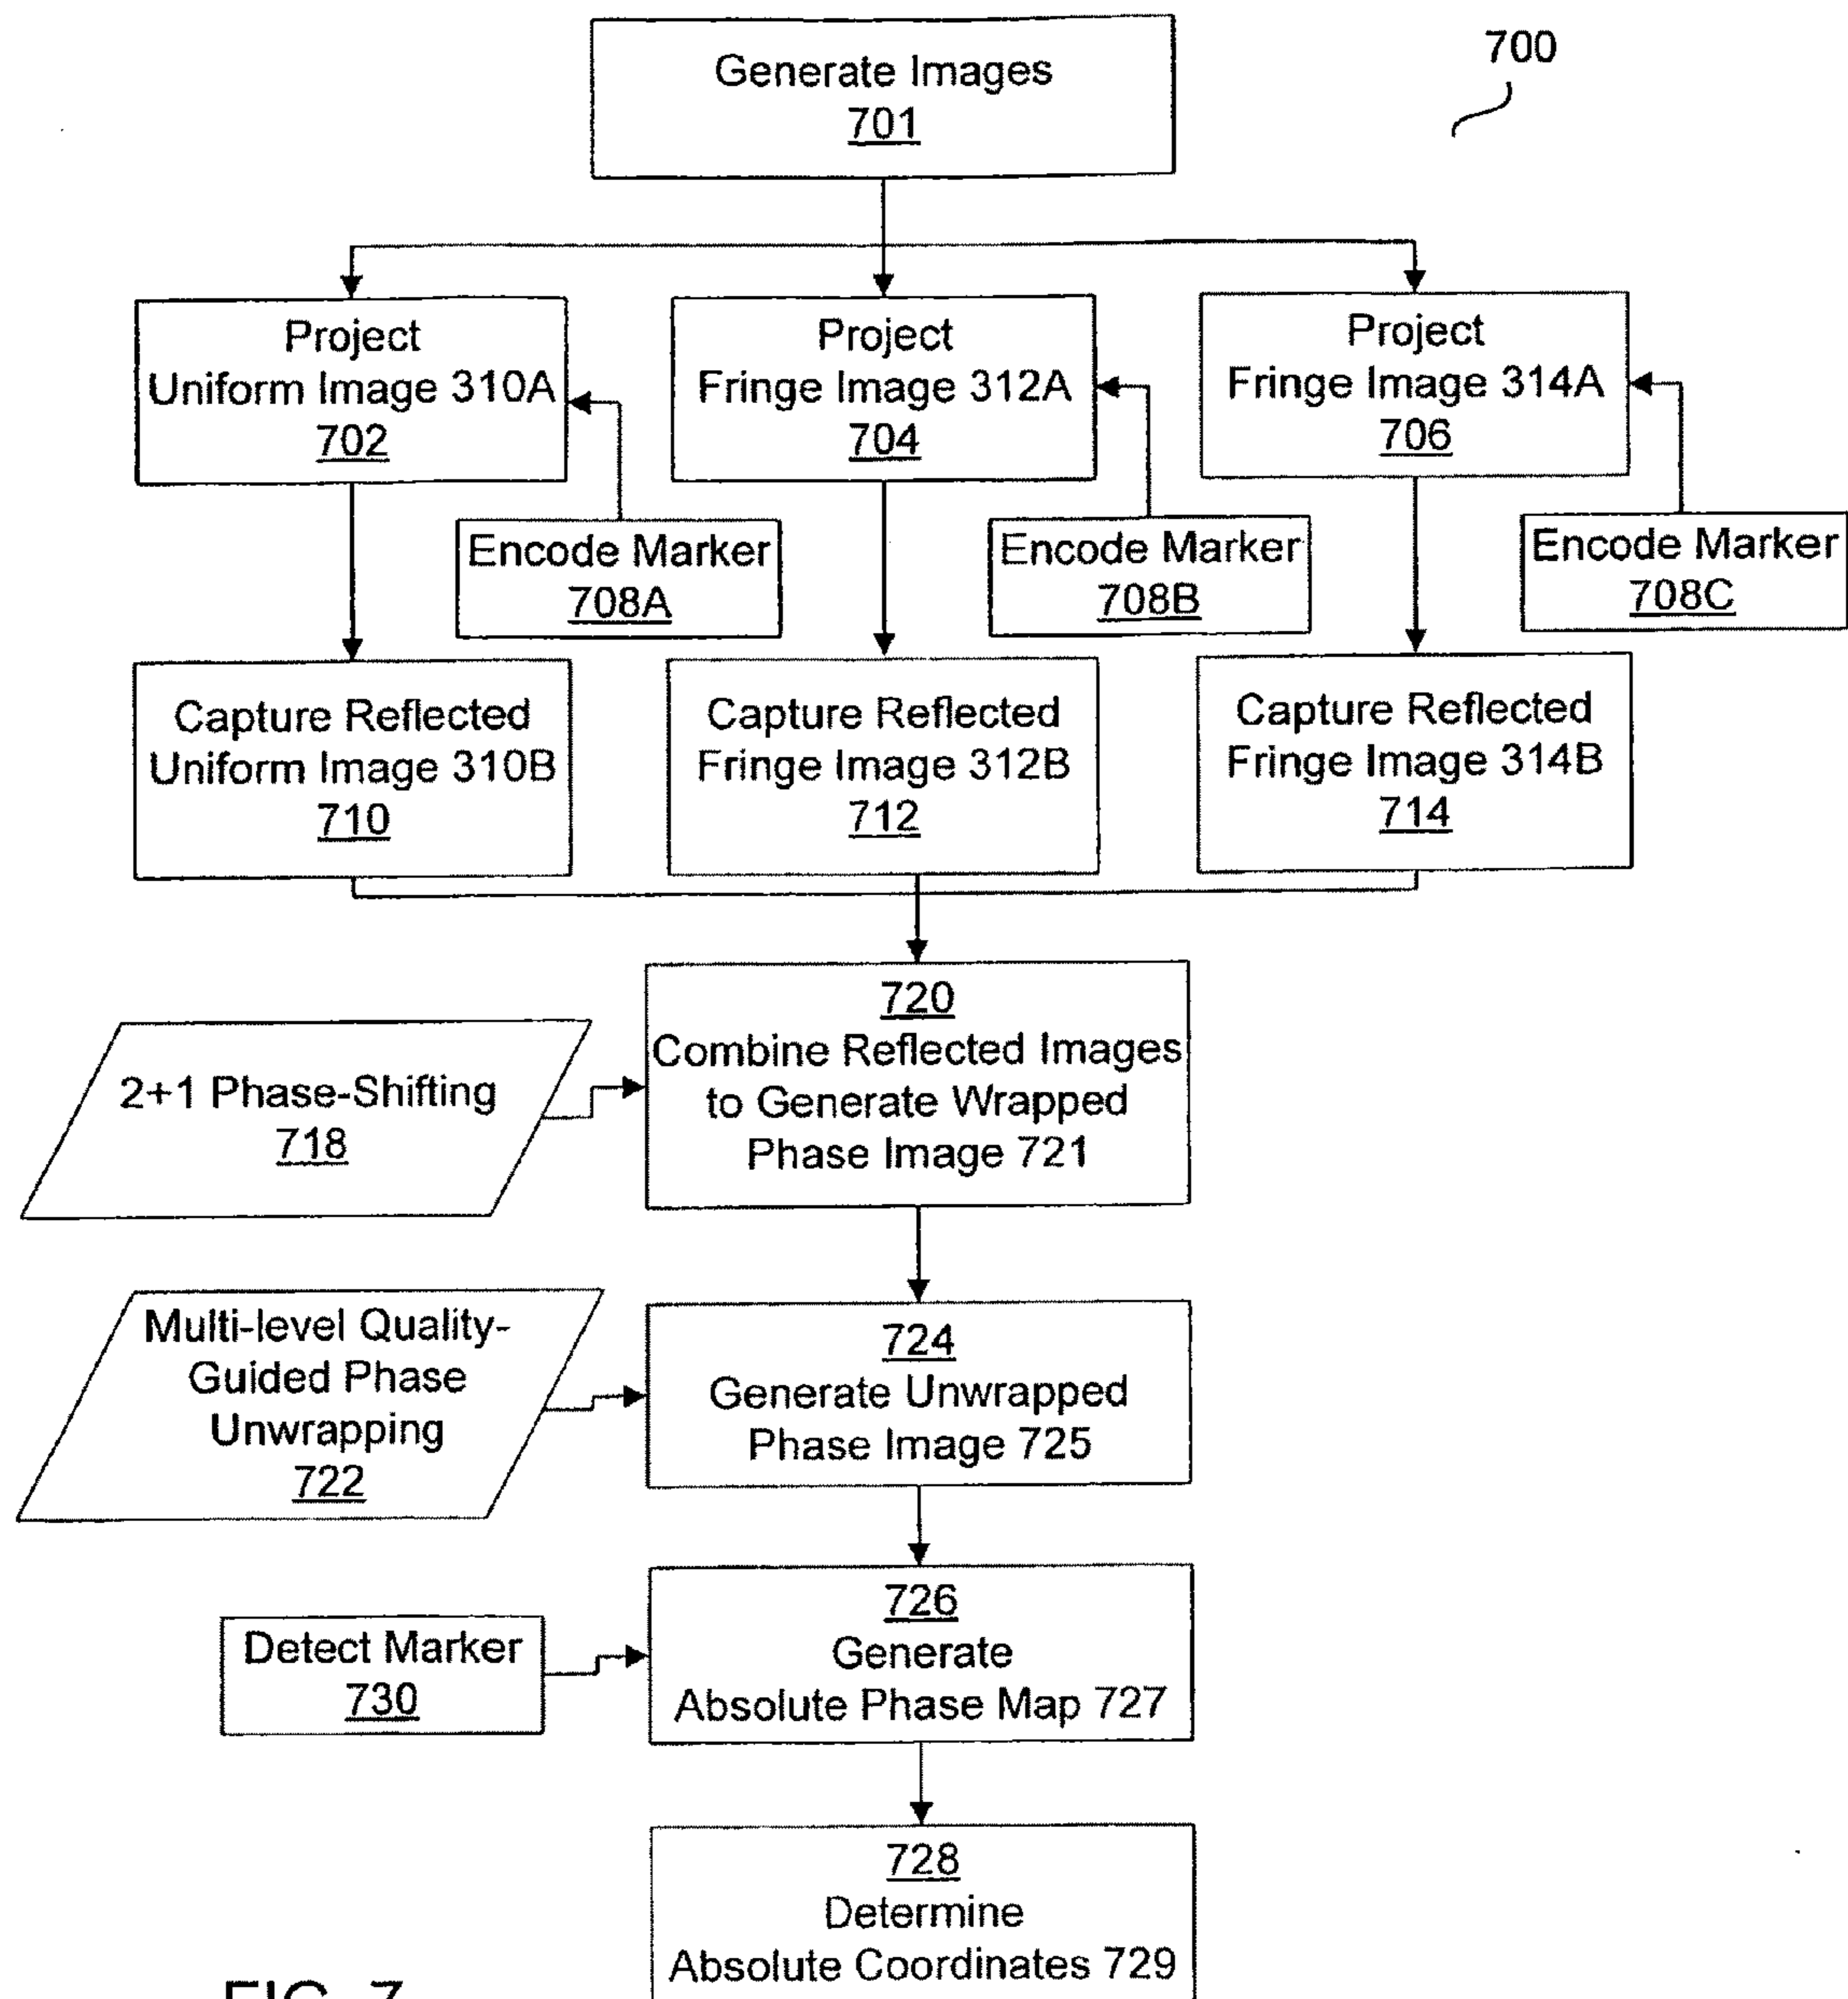 700
Generate Images
701
Project
Uniform Image 310A
702
Project
Fringe Image 312A
704
Project
Fringe Image 314A
706
Encode Marker
708A
Encode Marker
708B
Encode Marker
708C
Capture Reflected
Uniform Image 310B
710
Capture Reflected
Fringe Image 312B
712
Capture Reflected
Fringe Image 314B
714
2+1 Phase-Shifting
718
720
Combine Reflected Images
to Generate Wrapped
Phase Image 721
Multi-level Quality-
Guided Phase
Unwrapping
722
724
Generate Unwrapped
Phase Image 725
Detect Marker
730
726
Generate
Absolute Phase Map 727
728
Determine
Absolute Coordinates 729
FIG. 7